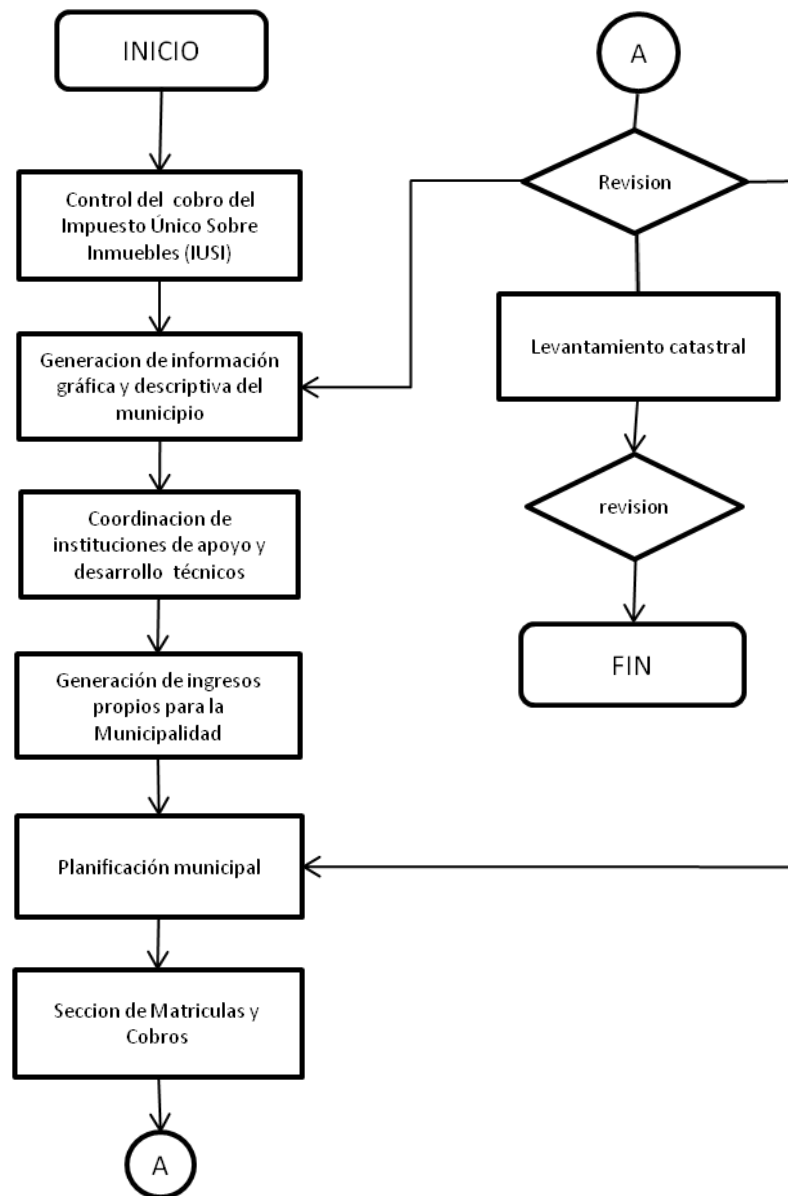 INICIO
Control del cobro del
Impuesto Único Sobre
Inmuebles (IUSI)
Generacion de información
gráfica y descriptiva del
municipio
Coordinacion de
instituciones de apoyo y
desarrollo técnicos
Generación de ingresos
propios para la
Municipalidad
Planificación municipal
Seccion de Matriculas y
Cobros
A
A
Revision
Levantamiento catastral
revision
FIN